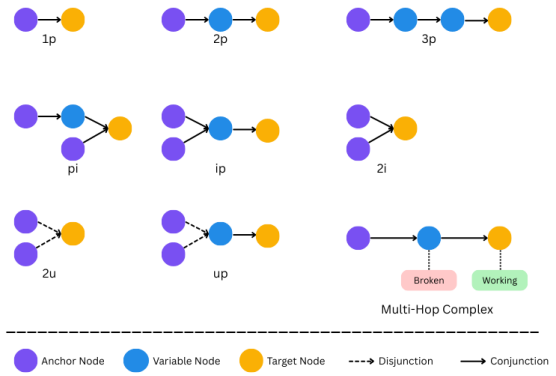 1p
2p
3p
pi
ip
2i
2u
up
Broken
Working
Multi-Hop Complex
Anchor Node
Variable Node
Target Node
Disjunction
Conjunction